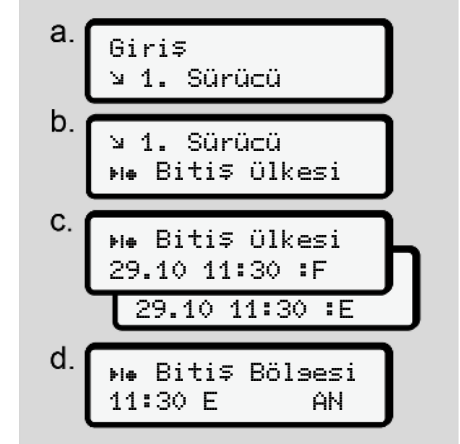 a.
Giriş
↘ 1. Sürücü
b.
↘ 1. Sürücü
Bitiş ülkesi
c.
Bitiş ülkesi
29.10 11:30 :F
29.10 11:30 :E
d.
Bitiş Bölgesi
11:30 E AN